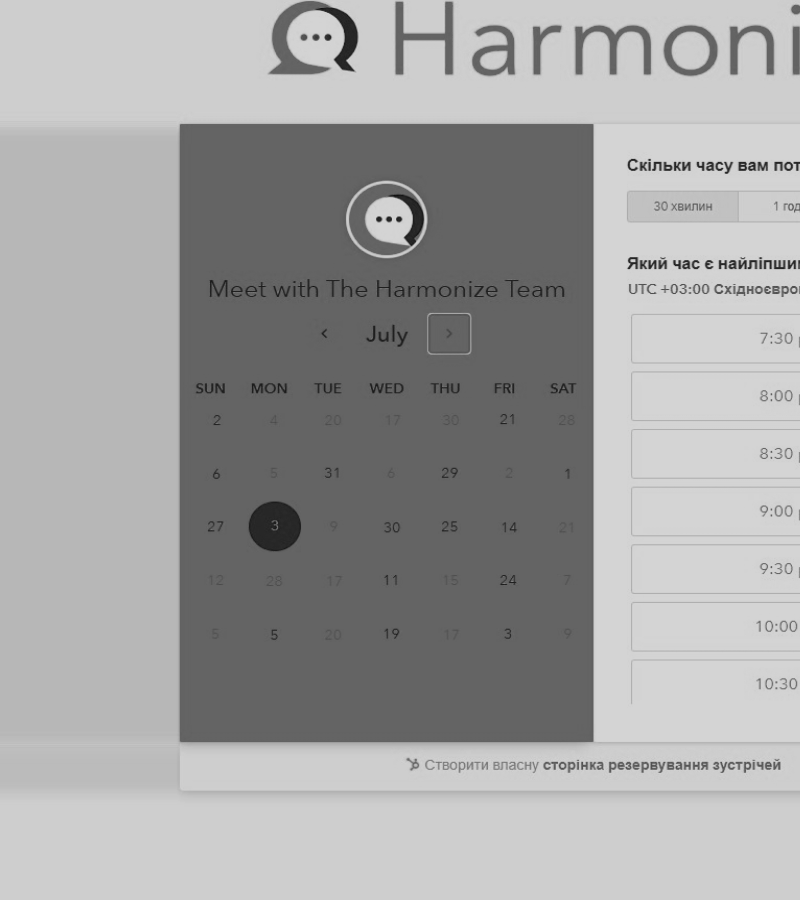 Harmoni
Meet with The Harmonize Team
July
SUN MON TUE WED THU FRI SAT
2 4 20 17 30 21 28
6 5 31 6 29 2 1
27 3 9 30 25 14 21
12 28 17 11 15 24 7
5 5 20 19 17 3 9
Скільки часу вам пот
30 хвилин 1 год
Який час є найліпши
UTC +03:00 Східноєвро
7:30
8:00
8:30
9:00
9:30
10:00
10:30
Створити власну сторінка резервування зустрічей